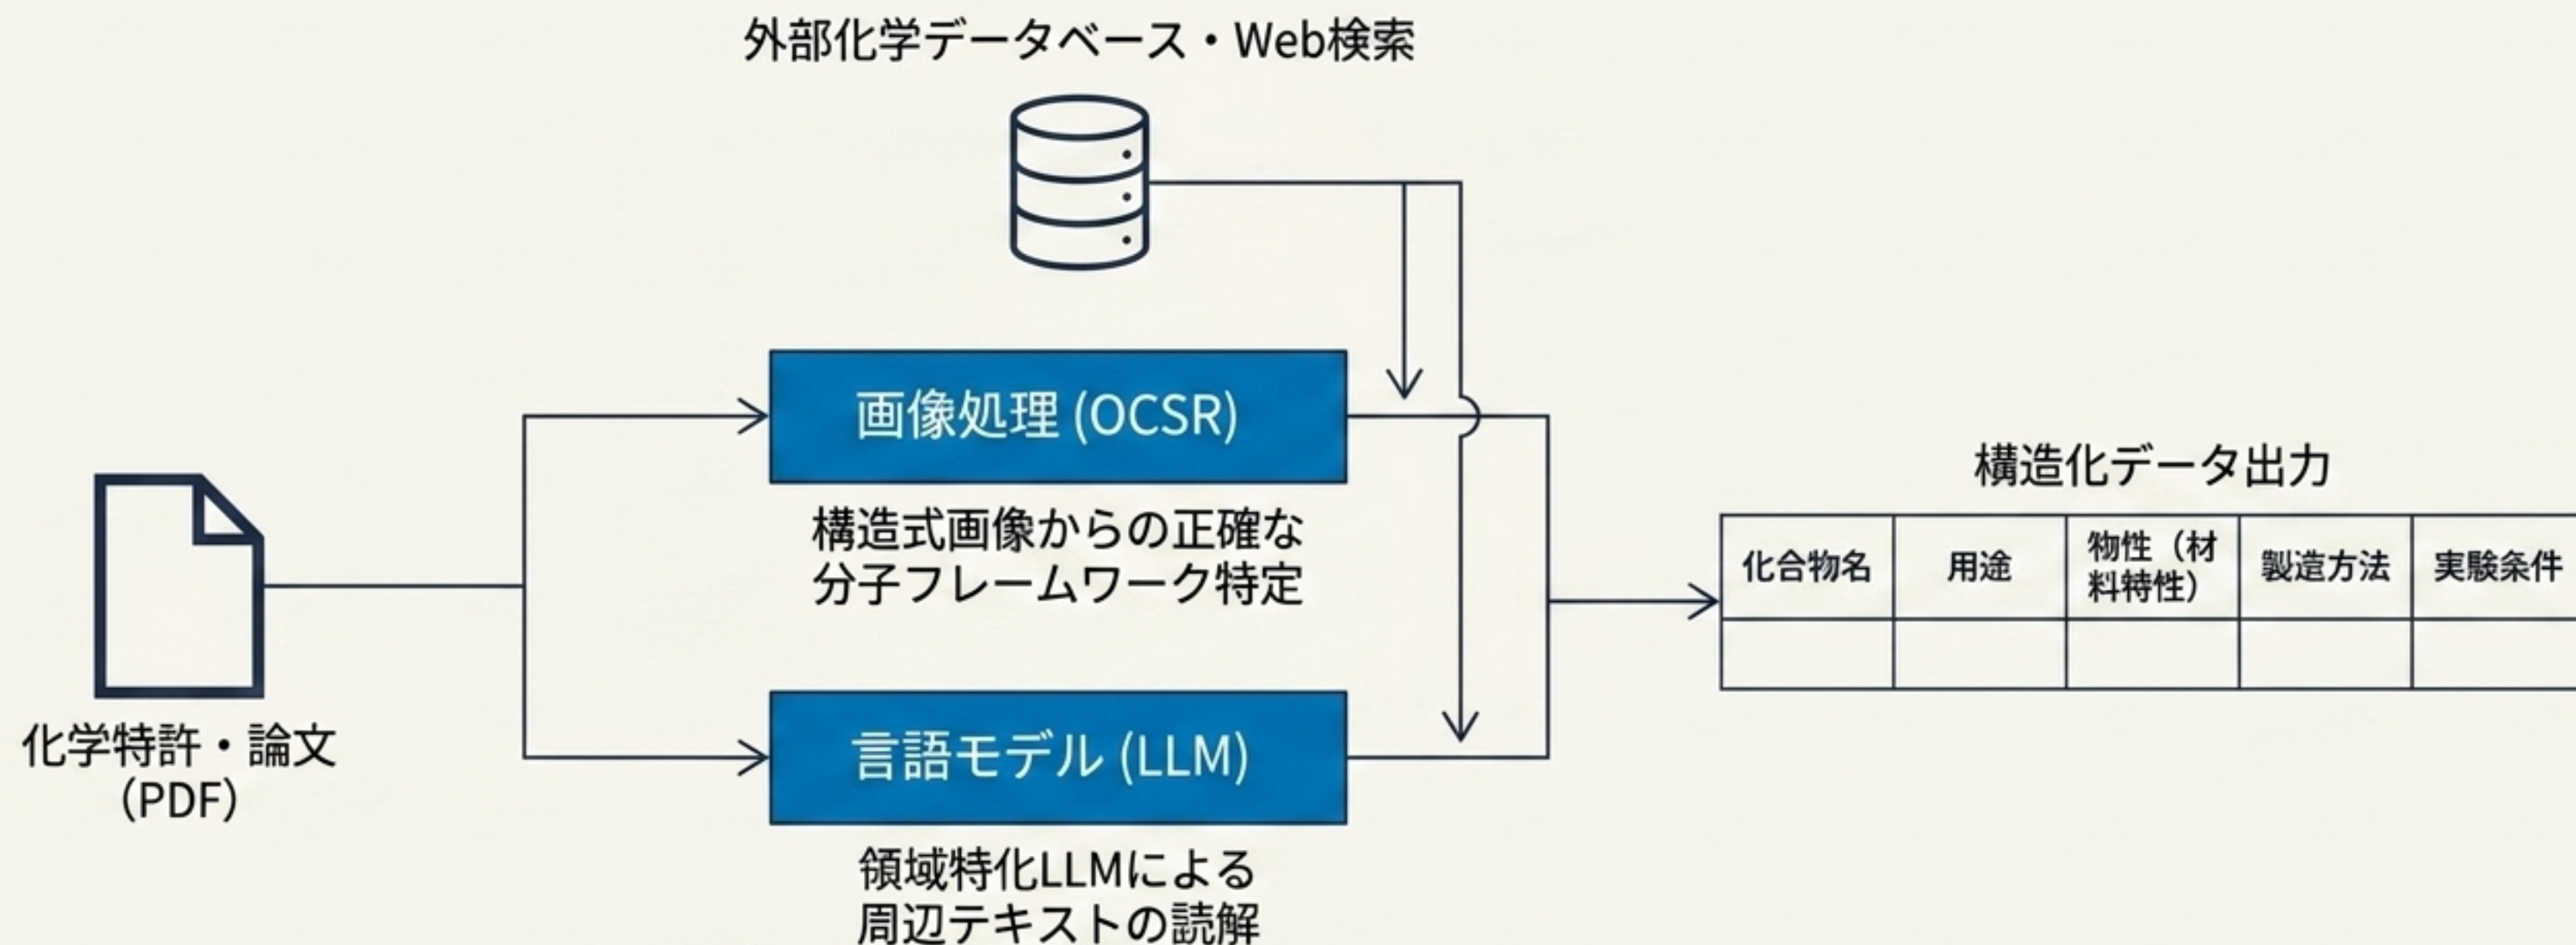 外部化学データベース・Web検索
画像処理 (OCSR)
構造式画像からの正確な
分子フレームワーク特定
化学特許・論文
（PDF）
言語モデル (LLM)
領域特化LLMによる
周辺テキストの読解
構造化データ出力
化合物名
用途
物性（材
料特性）
製造方法
実験条件